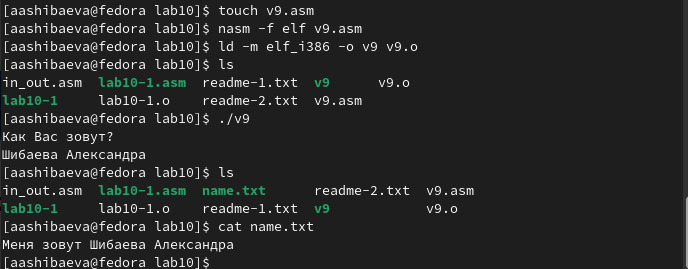 [aashibaeva@fedora lab10]$ touch v9.asm
[aashibaeva@fedora lab10]$ nasm -f elf v9.asm
[aashibaeva@fedora lab10]$ ld -m elf_i386 -o v9 v9.o
[aashibaeva@fedora lab10]$ ls
in_out.asm  lab10-1.asm  readme-1.txt  v9      v9.o
lab10-1     lab10-1.o    readme-2.txt  v9.asm
[aashibaeva@fedora lab10]$ ./v9
Как Вас зовут?
Шибаева Александра
[aashibaeva@fedora lab10]$ ls
in_out.asm  lab10-1.asm  name.txt      readme-2.txt  v9.asm
lab10-1     lab10-1.o    readme-1.txt  v9            v9.o
[aashibaeva@fedora lab10]$ cat name.txt
Меня зовут Шибаева Александра
[aashibaeva@fedora lab10]$